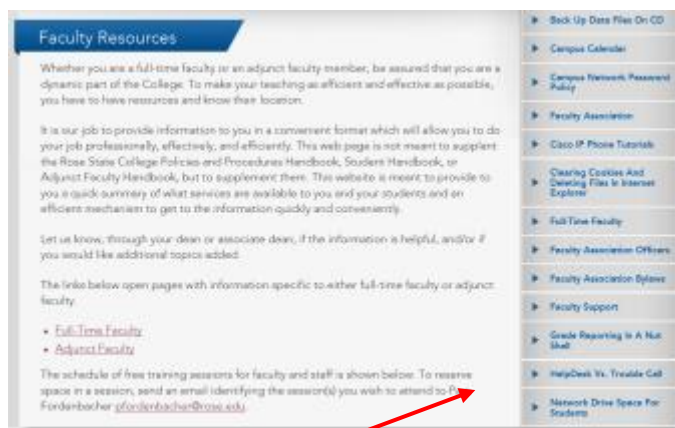 Faculty Resources
Whether you are a full-time faculty or an adjunct faculty member, be assured that you are a
dynamic part of the College. To make your teaching as efficient and effective as possible,
you have to have resources and know their location.
It is our job to provide information to you in a convenient format which will allow you to do
your job professionally, effectively, and efficiently. This web page is not meant to supplent
the Rose State College Policies and Procedures Handbook, Student Handbook, or
Adjunct Faculty Handbook, but to supplement them. This website is meant to provide to
you a quick summary of what services are available to you and your students and an
efficient mechanism to get to the information quickly and conveniently.
Let us know, through your dean or associate dean, if the information is helpful, and/or if
you would like additional topics added.
The links below open pages with information specific to either full-time faculty or adjunct
faculty.
Full-Time Faculty
Adjunct Faculty
The schedule of free training sessions for faculty and staff is shown below. To reserve
space in a session, send an email identifying the session(s) you wish to attend to
Fordenbacher pfordenbacher@rose.edu.
Back Up Data Files On CD
Campus Calendar
Campus Network Password
Policy
Faculty Association
Cisco IP Phone Tutorials
Clearing Cookies And
Deleting Files In Internet
Explorer
Full-Time Faculty
Faculty Association Officers
Faculty Association Bylaws
Faculty Support
Grade Reporting In A Nut
Shell
HelpDesk Vs. Trouble Call
Network Drive Space For
Students